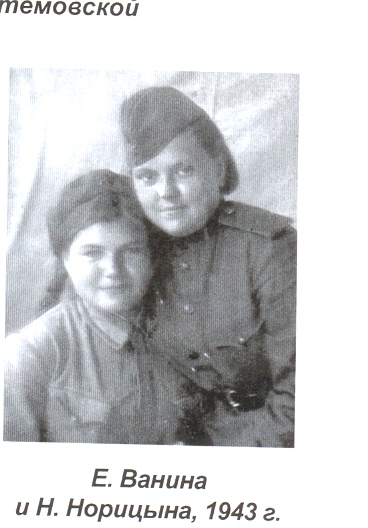 темовской
Е. Ванина
и Н. Норицына, 1943 г.